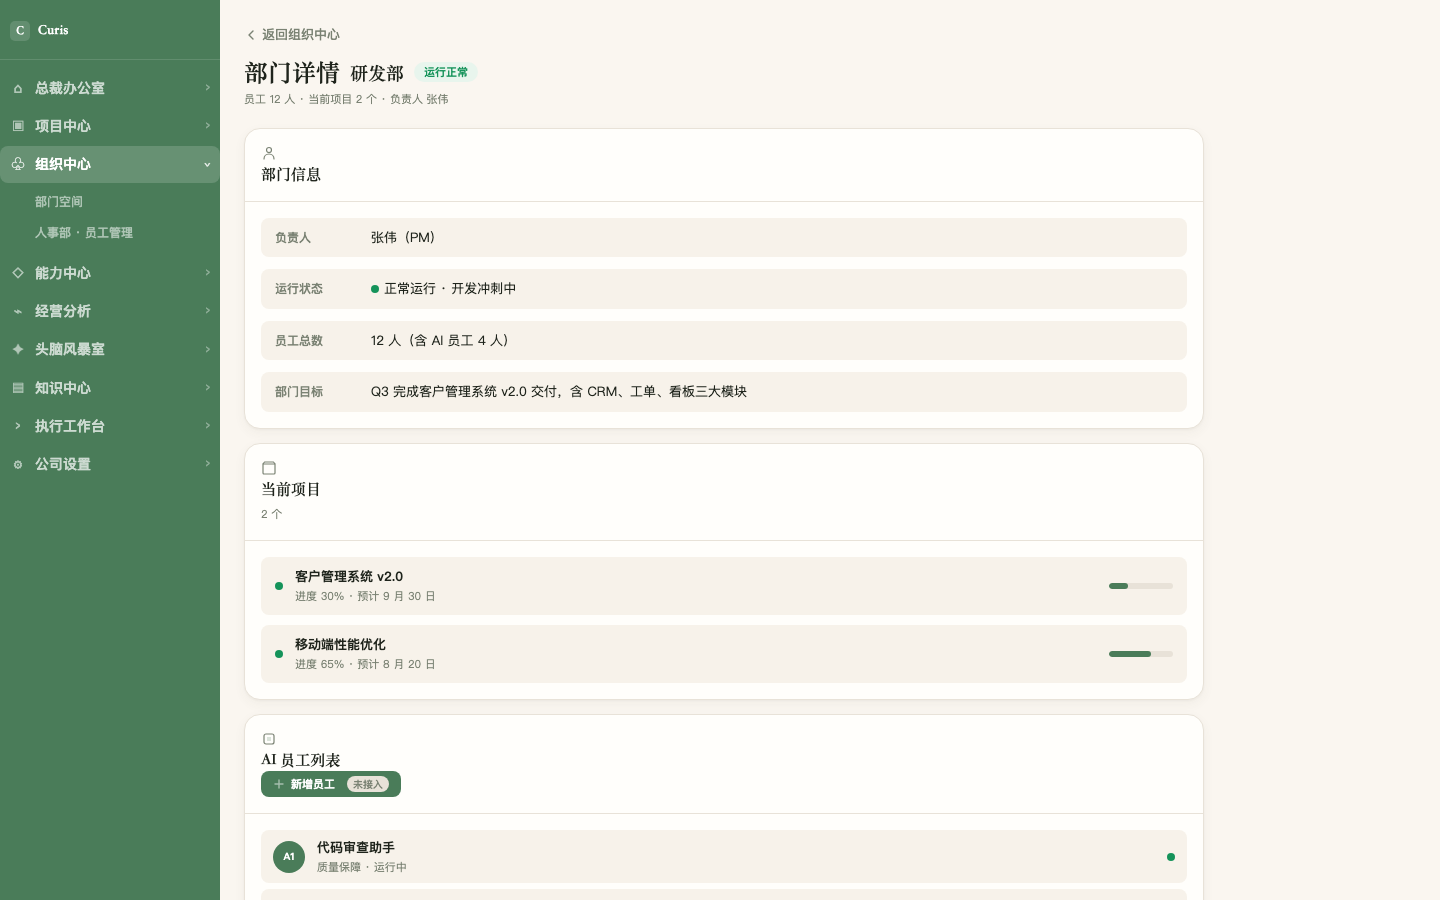 C Curis
总裁办公室
项目中心
组织中心
部门空间
人事部 · 员工管理
能力中心
经营分析
头脑风暴室
知识中心
执行工作台
公司设置
返回组织中心
部门详情 研发部 运行正常
员工 12 人 · 当前项目 2 个 · 负责人 张伟
部门信息
负责人 张伟（PM）
运行状态 正常运行 · 开发冲刺中
员工总数 12 人（含 AI 员工 4 人）
部门目标 Q3 完成客户管理系统 v2.0 交付，含 CRM、工单、看板三大模块
当前项目
2 个
客户管理系统 v2.0
进度 30% · 预计 9 月 30 日
移动端性能优化
进度 65% · 预计 8 月 20 日
AI 员工列表
新增员工 未接入
A1 代码审查助手
质量保障 · 运行中